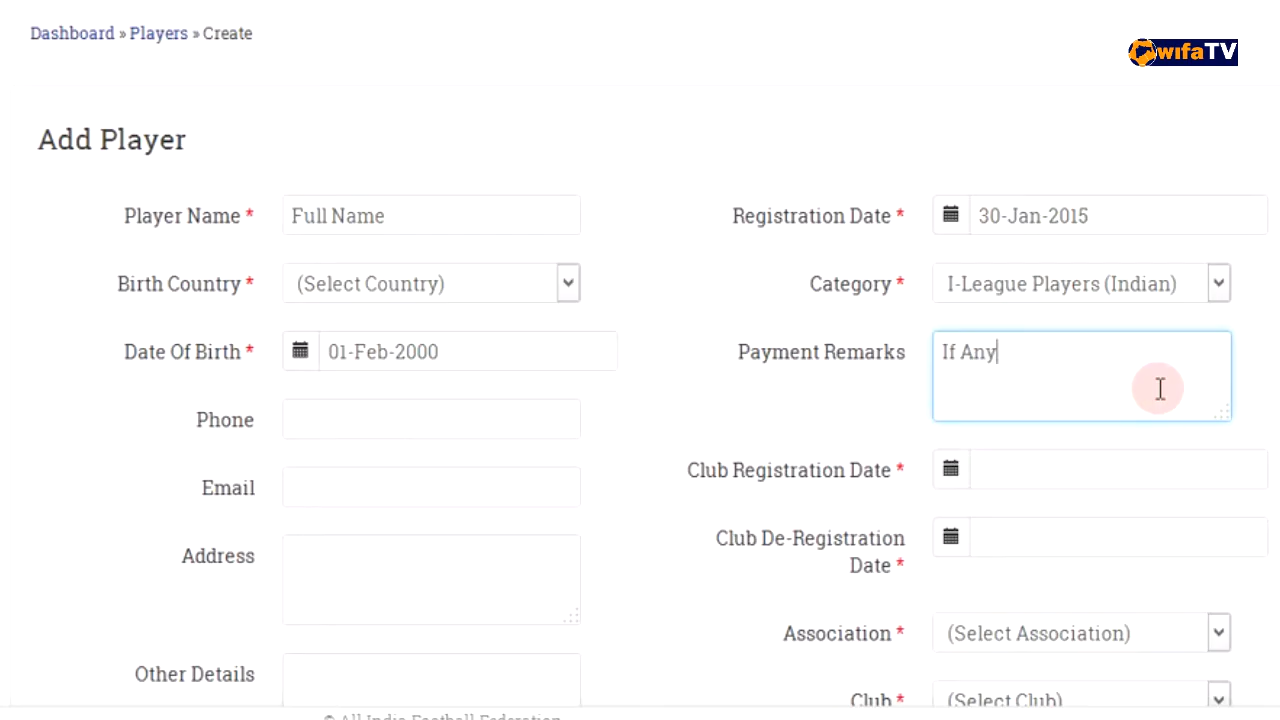 Dashboard » Players » Create
wifaTV
Add Player
Player Name *
Full Name
Birth Country *
(Select Country)
Date Of Birth *
01-Feb-2000
Phone
Email
Address
Other Details
Registration Date *
30-Jan-2015
Category *
I-League Players (Indian)
Payment Remarks
If Any
Club Registration Date *
Club De-Registration
Date *
Association *
(Select Association)
Club *
(Select Club)
© All India Football Federation